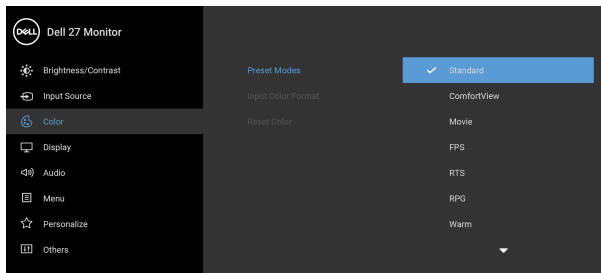 DELL Dell 27 Monitor
Brightness/Contrast Preset Modes Standard
Input Source Input Color Format ComfortView
Color Reset Color Movie
Display FPS
Audio RTS
Menu RPG
Personalize Warm
Others